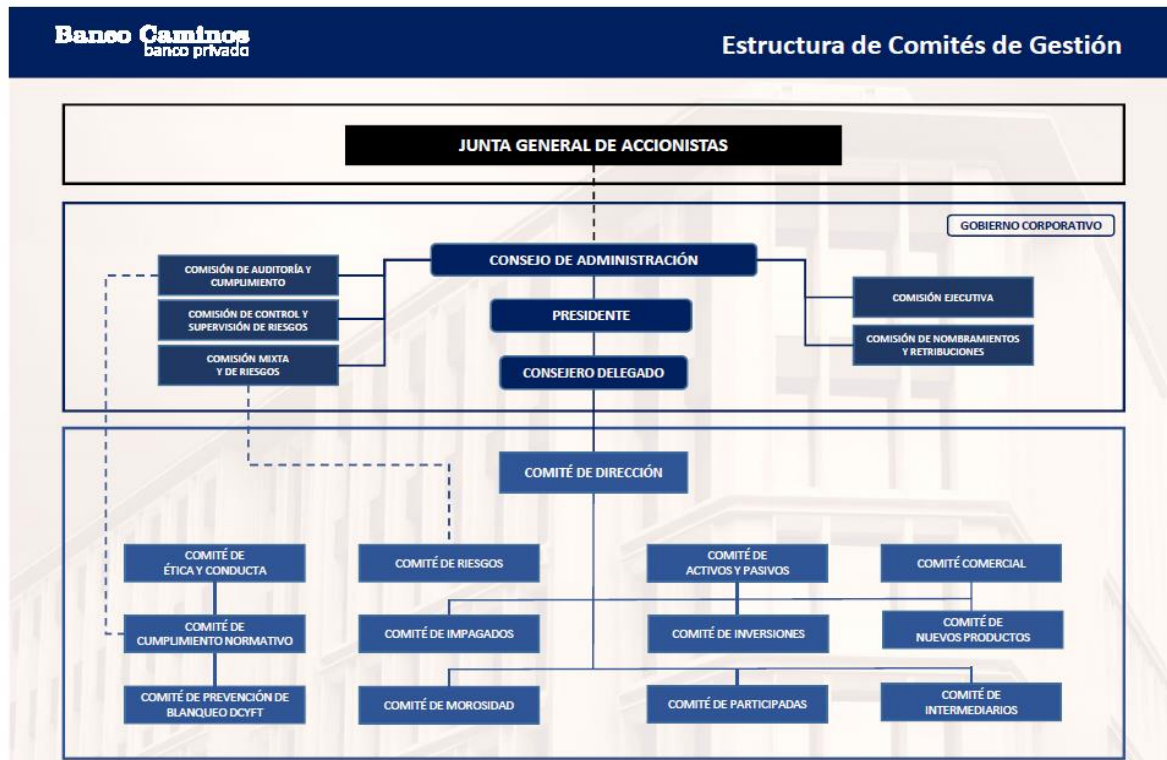 Banco Caminos
banco privado
Estructura de Comités de Gestión
JUNTA GENERAL DE ACCIONISTAS
GOBIERNO CORPORATIVO
CONSEJO DE ADMINISTRACIÓN
COMISIÓN DE AUDITORÍA Y
CUMPLIMIENTO
COMISIÓN DE CONTROL Y
SUPERVISIÓN DE RIESGOS
COMISIÓN MIXTA
Y DE RIESGOS
PRESIDENTE
CONSEJERO DELEGADO
COMISIÓN EJECUTIVA
COMISIÓN DE NOMBRAMIENTOS
Y RETRIBUCIONES
COMITÉ DE DIRECCIÓN
COMITÉ DE
ÉTICA Y CONDUCTA
COMITÉ DE RIESGOS
COMITÉ DE
ACTIVOS Y PASIVOS
COMITÉ COMERCIAL
COMITÉ DE
CUMPLIMIENTO NORMATIVO
COMITÉ DE IMPAGADOS
COMITÉ DE INVERSIONES
COMITÉ DE
NUEVOS PRODUCTOS
COMITÉ DE PREVENCIÓN DE
BLANQUEO DCYFT
COMITÉ DE MOROSIDAD
COMITÉ DE PARTICIPADAS
COMITÉ DE
INTERMEDIARIOS